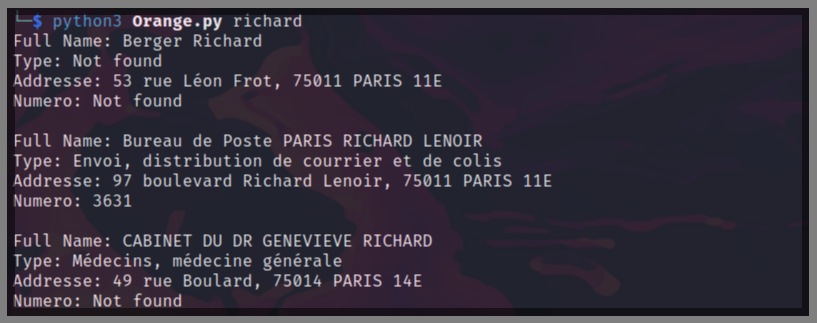 └─$ python3 Orange.py richard
Full Name: Berger Richard
Type: Not found
Addresse: 53 rue Léon Frot, 75011 PARIS 11E
Numero: Not found

Full Name: Bureau de Poste PARIS RICHARD LENOIR
Type: Envoi, distribution de courrier et de colis
Addresse: 97 boulevard Richard Lenoir, 75011 PARIS 11E
Numero: 3631

Full Name: CABINET DU DR GENEVIEVE RICHARD
Type: Médecins, médecine générale
Addresse: 49 rue Boulard, 75014 PARIS 14E
Numero: Not found